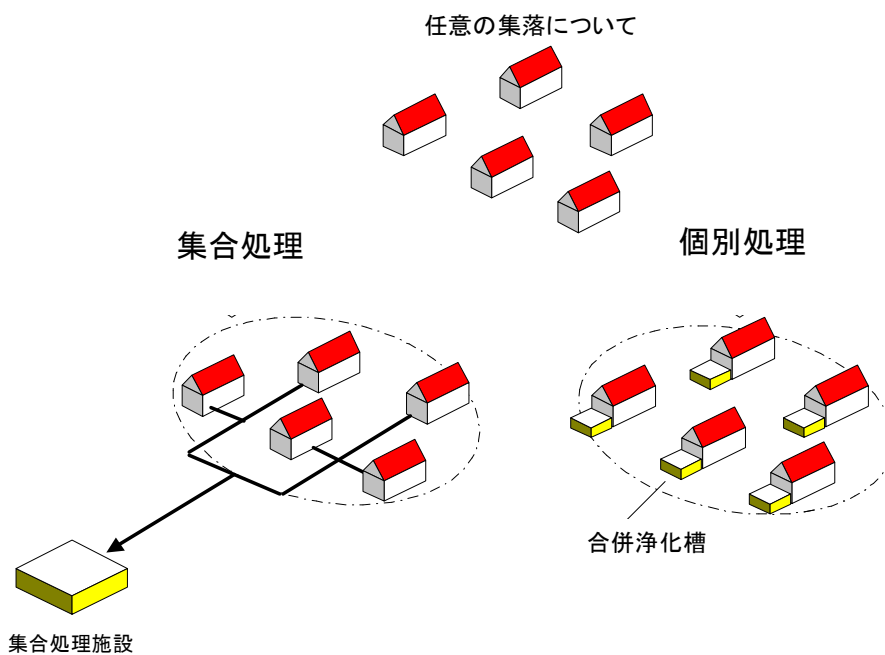 任意の集落について
集合処理
個別処理
合併浄化槽
集合処理施設